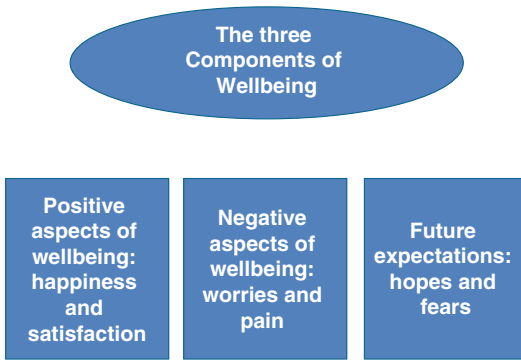 The three
Components of
Wellbeing
Positive
aspects of
wellbeing:
happiness
and
satisfaction
Negative
aspects of
wellbeing:
worries and
pain
Future
expectations:
hopes and
fears